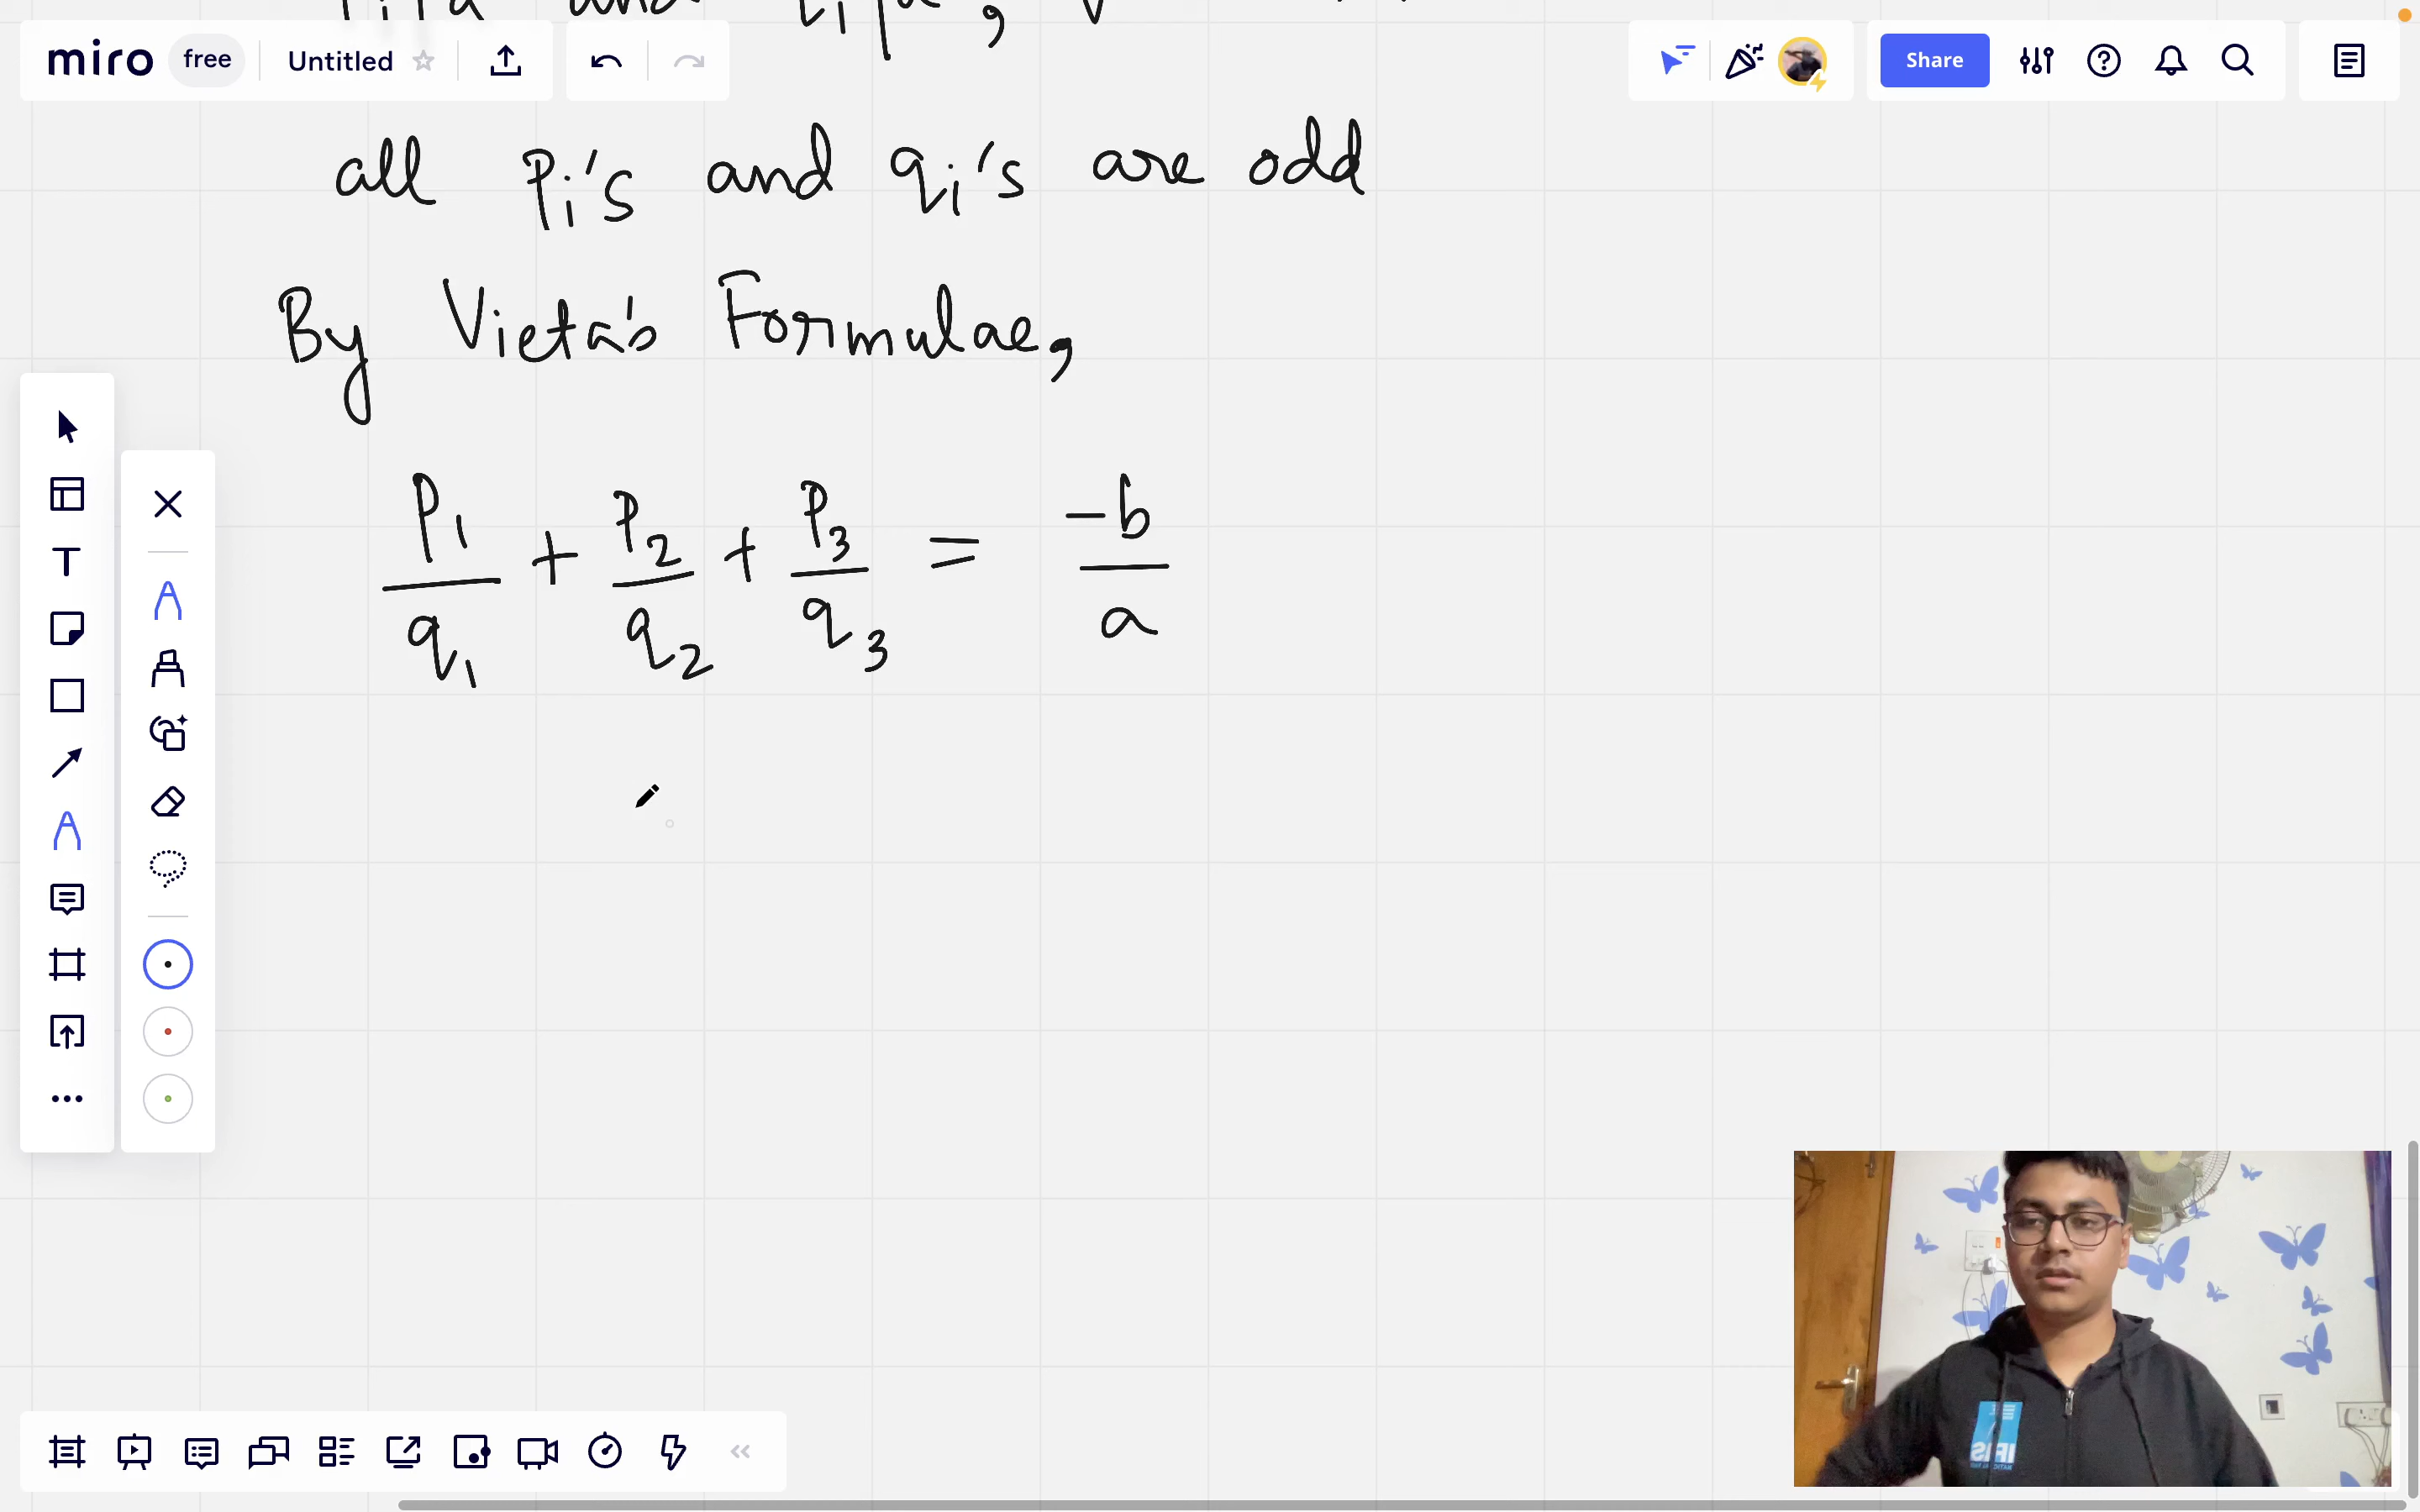 miro free Untitled Share
all pi's and qi's are odd
By Vieta's Formulae,
p1/q1 + p2/q2 + p3/q3 = -b/a